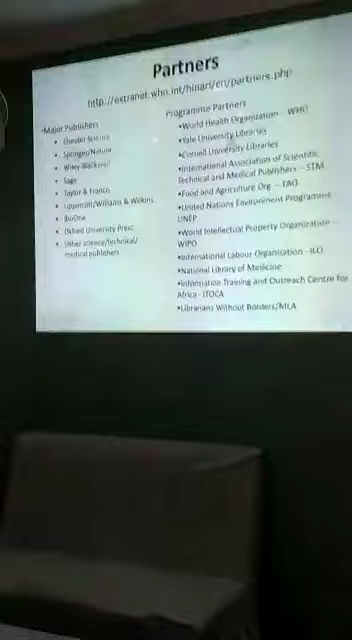 Partners
http://extranet.who.int/hinari/en/partners.php
•Major Publishers
• Elsevier Science
• Springer/Nature
• Wiley-Blackwell
• Sage
• Taylor & Francis
• Lippincott/Williams & Wilkins
• BioOne
• Oxford University Press
• Other science/technical/
medical publishers
Programme Partners
•World Health Organization – WHO
•Yale University Libraries
•Cornell University Libraries
•International Association of Scientific,
Technical and Medical Publishers – STM
•Food and Agriculture Org. – FAO
•United Nations Environment Programme -
UNEP
•World Intellectual Property Organization –
WIPO
•International Labour Organization - ILO
•National Library of Medicine
•Information Training and Outreach Centre for
Africa - ITOCA
•Librarians Without Borders/MLA